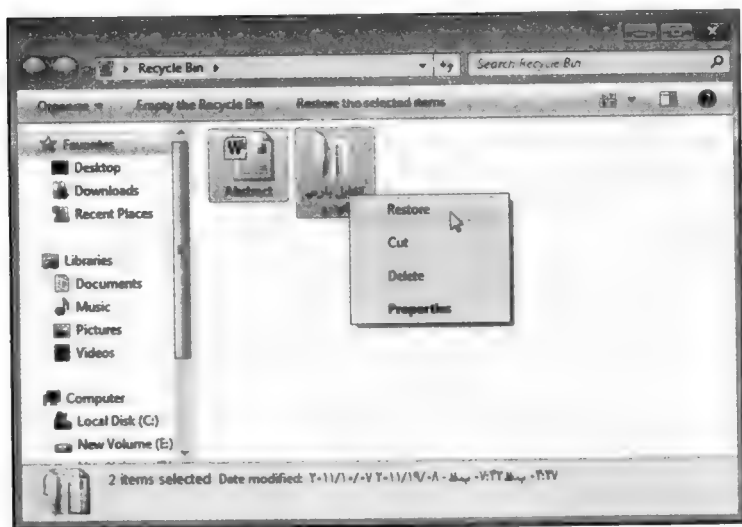 Recycle Bin
Search Recycle Bin
Organize
Empty the Recycle Bin
Restore the selected items
Favorites
Desktop
Downloads
Recent Places
Libraries
Documents
Music
Pictures
Videos
Computer
Local Disk (C:)
New Volume (E:)
Abstract
Restore
Cut
Delete
Properties
2 items selected Date modified: